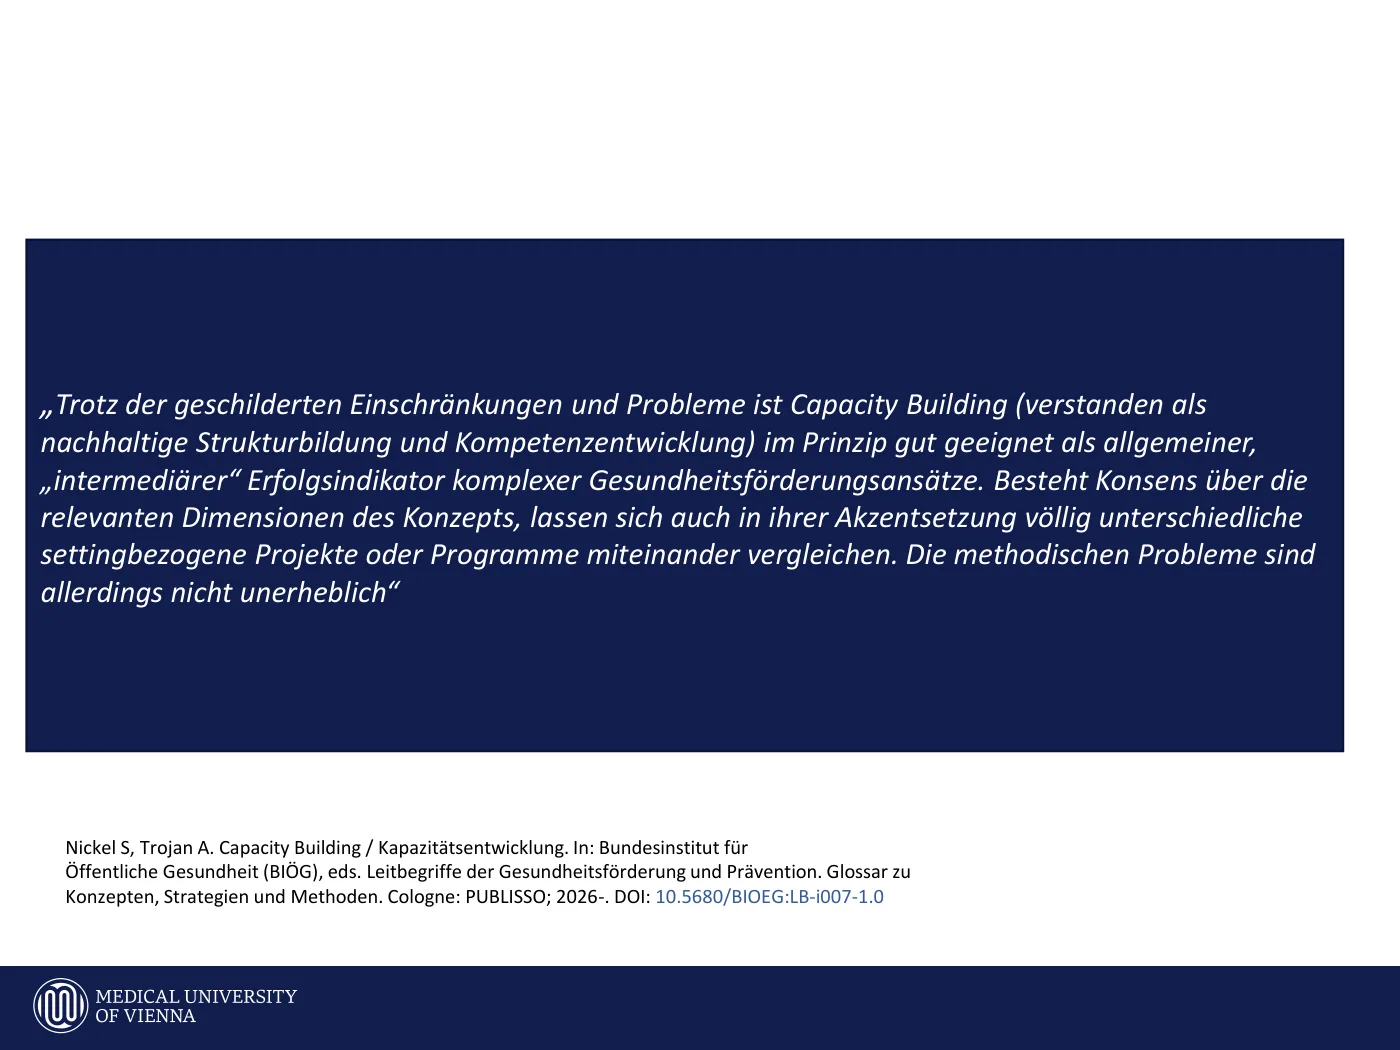 „Trotz der geschilderten Einschränkungen und Probleme ist Capacity Building (verstanden als
nachhaltige Strukturbildung und Kompetenzentwicklung) im Prinzip gut geeignet als allgemeiner,
„intermediärer“ Erfolgsindikator komplexer Gesundheitsförderungsansätze. Besteht Konsens über die
relevanten Dimensionen des Konzepts, lassen sich auch in ihrer Akzentsetzung völlig unterschiedliche
settingbezogene Projekte oder Programme miteinander vergleichen. Die methodischen Probleme sind
allerdings nicht unerheblich“
Nickel S, Trojan A. Capacity Building / Kapazitätsentwicklung. In: Bundesinstitut für
Öffentliche Gesundheit (BIÖG), eds. Leitbegriffe der Gesundheitsförderung und Prävention. Glossar zu
Konzepten, Strategien und Methoden. Cologne: PUBLISSO; 2026-. DOI: 10.5680/BIOEG:LB-i007-1.0
MEDICAL UNIVERSITY
OF VIENNA